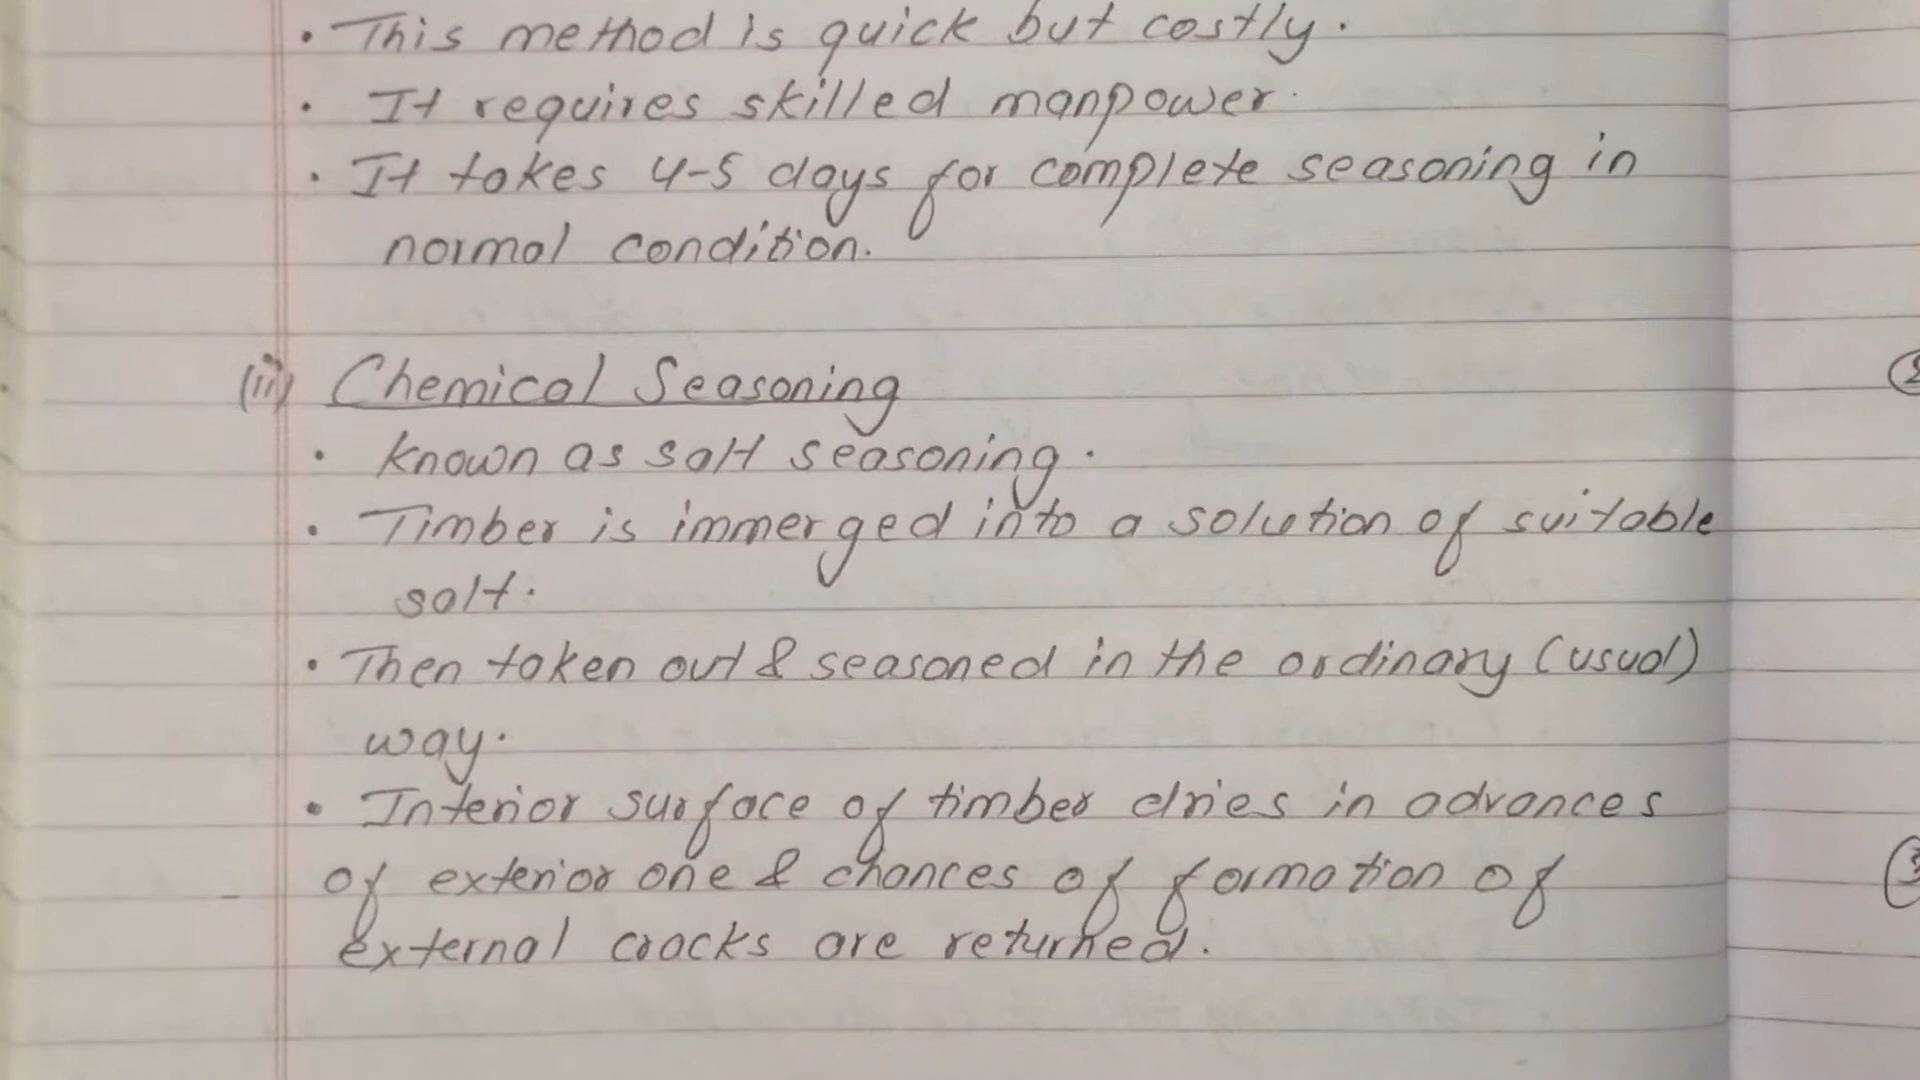 • This method is quick but costly.
• It requires skilled manpower.
• It takes 4-5 days for complete seasoning in
normal condition.
(ii) Chemical Seasoning
• Known as salt seasoning.
• Timber is immerged into a solution of suitable
salt.
• Then taken out & seasoned in the ordinary (usual)
way.
• Interior surface of timber dries in advances
of exterior one & chances of formation of
external cracks are returned.